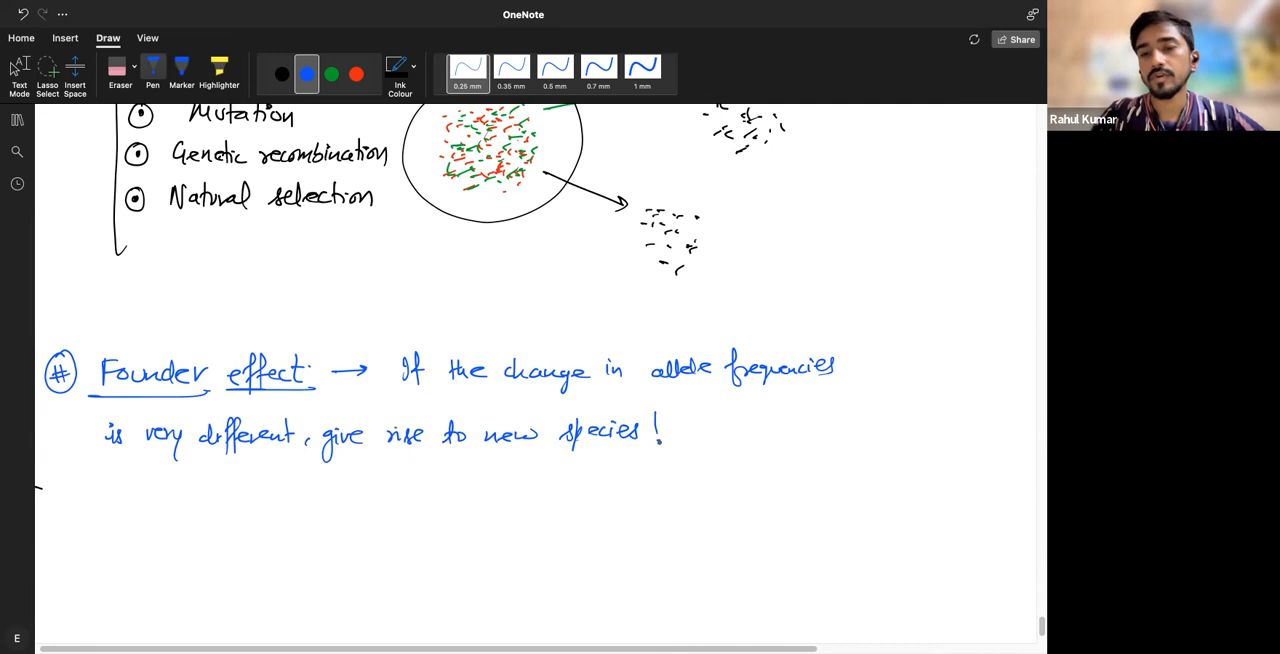 OneNote
Home Insert Draw View
Share
Text Mode
Lasso Select
Insert Space
Eraser
Pen
Marker
Highlighter
Ink Colour
0.25 mm
0.35 mm
0.5 mm
0.7 mm
1 mm
Rahul Kumar
Mutation
Genetic recombination
Natural selection
# Founder effect: → If the change in allele frequencies
is very different, give rise to new species!
E